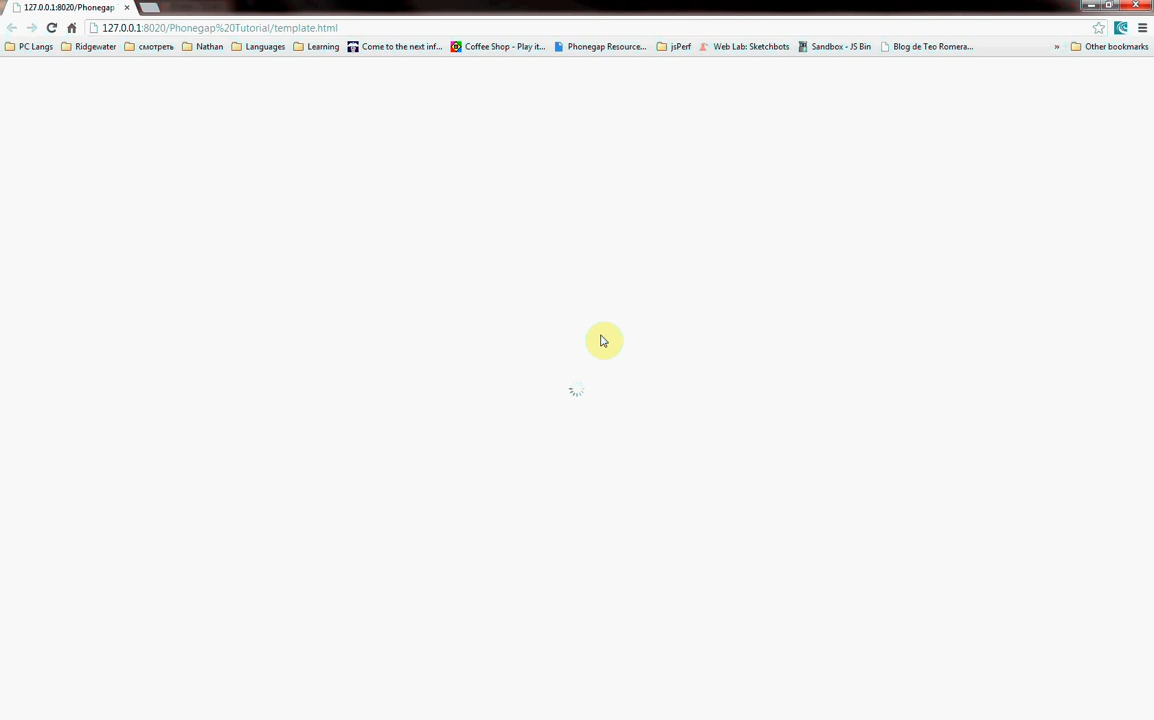 127.0.0.1:8020/Phonegap
127.0.0.1:8020/Phonegap%20Tutorial/template.html
PC Langs Ridgewater смотреть Nathan Languages Learning Come to the next inf... Coffee Shop - Play it... Phonegap Resource... jsPerf Web Lab: Sketchbots Sandbox - JS Bin Blog de Teo Romera... » Other bookmarks